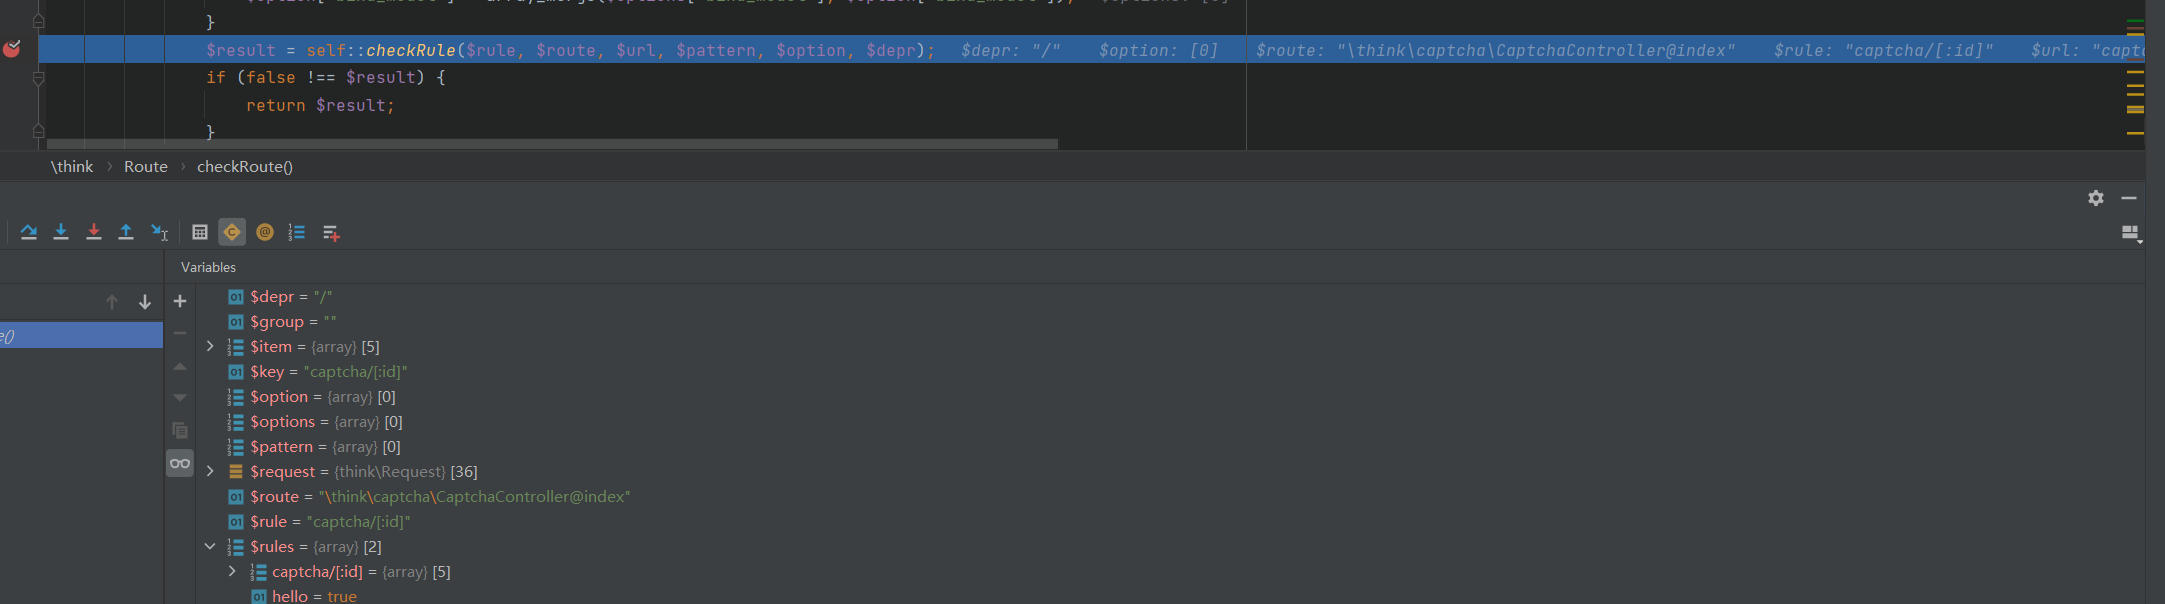 }
$result = self::checkRule($rule, $route, $url, $pattern, $option, $depr); $depr: "/" $option: [0] $route: "\think\captcha\CaptchaController@index" $rule: "captcha/[:id]" $url: "captc
if (false !== $result) {
return $result;
}
\think › Route › checkRoute()
Variables
$depr = "/"
$group = ""
$item = {array} [5]
$key = "captcha/[:id]"
$option = {array} [0]
e()
$options = {array} [0]
$pattern = {array} [0]
$request = {think\Request} [36]
$route = "\think\captcha\CaptchaController@index"
$rule = "captcha/[:id]"
$rules = {array} [2]
captcha/[:id] = {array} [5]
hello = true